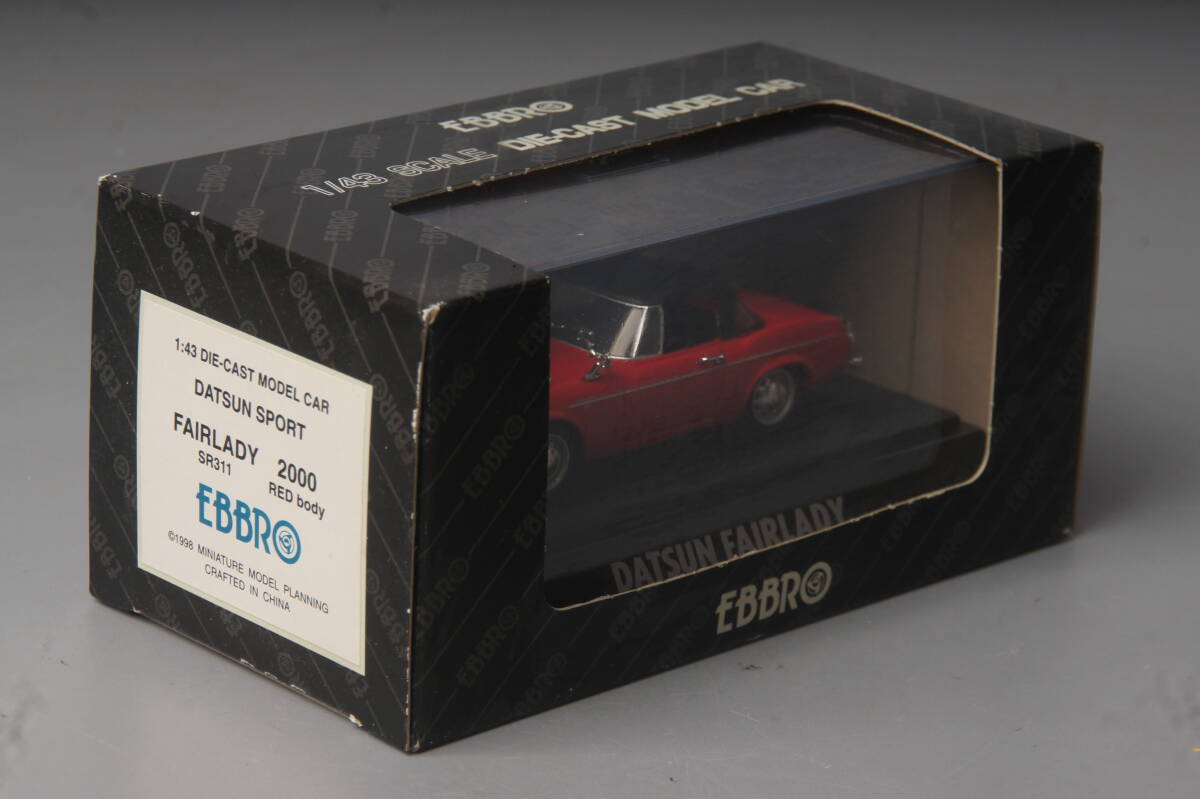 EBBRO
1/43 SCALE DIE-CAST MODEL CAR
1:43 DIE-CAST MODEL CAR
DATSUN SPORT
FAIRLADY 2000
SR311 RED body
EBBRO
©1998 MINIATURE MODEL PLANNING
CRAFTED IN CHINA
DATSUN FAIRLADY
EBBRO